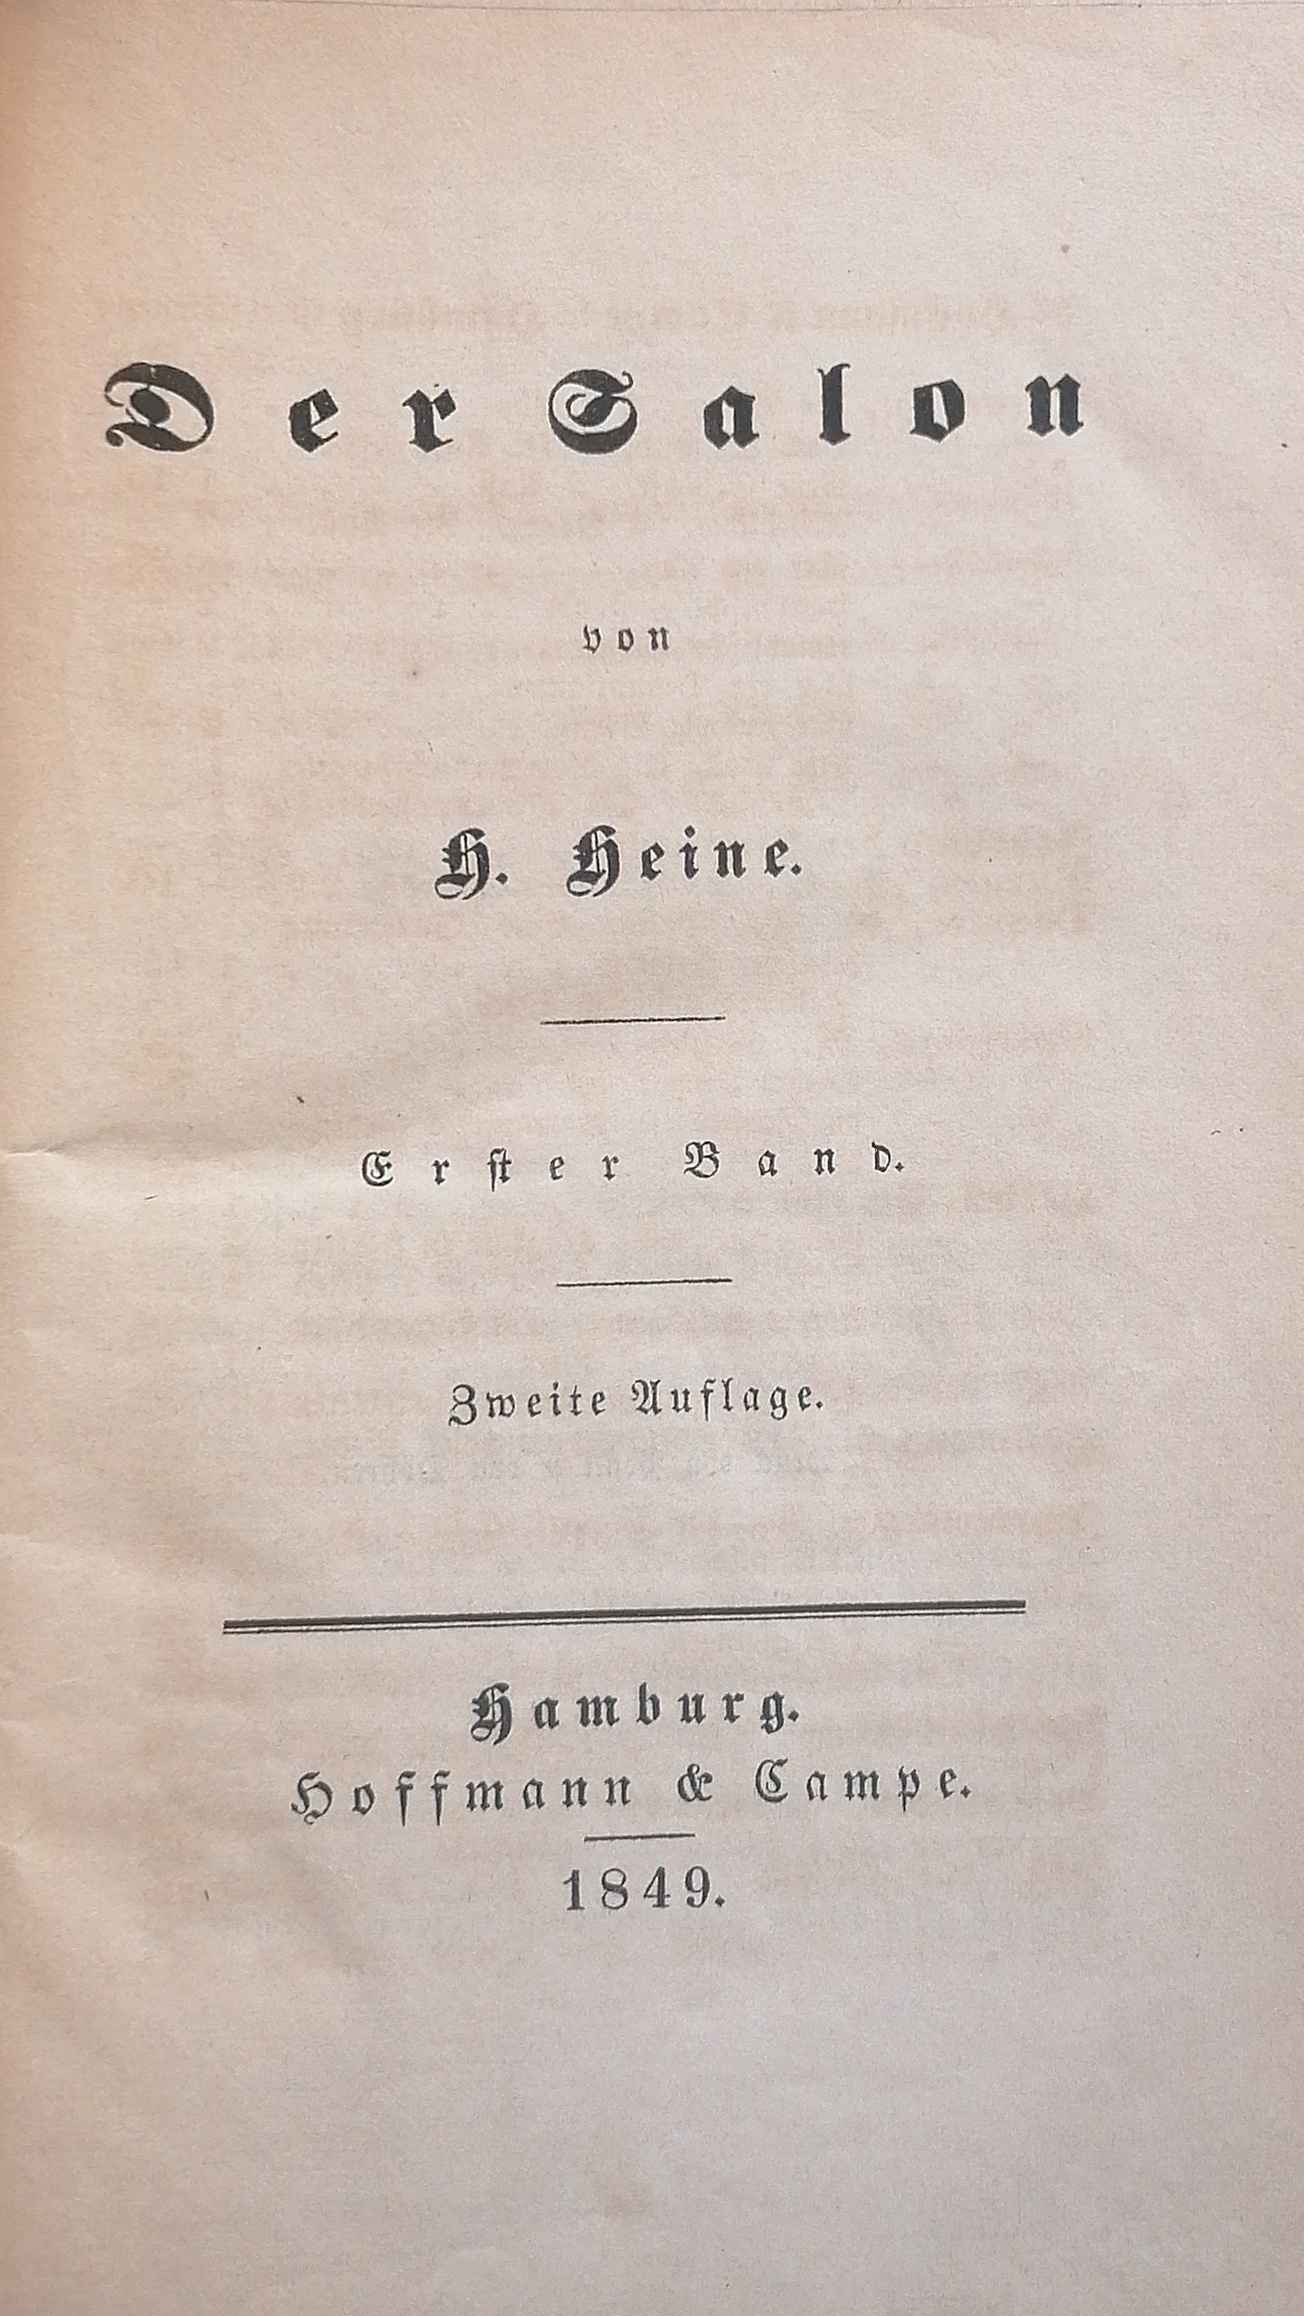 Der Salon
von
H. Heine.
Erster Band.
Zweite Auflage.
Hamburg.
Hoffmann & Campe.
1849.